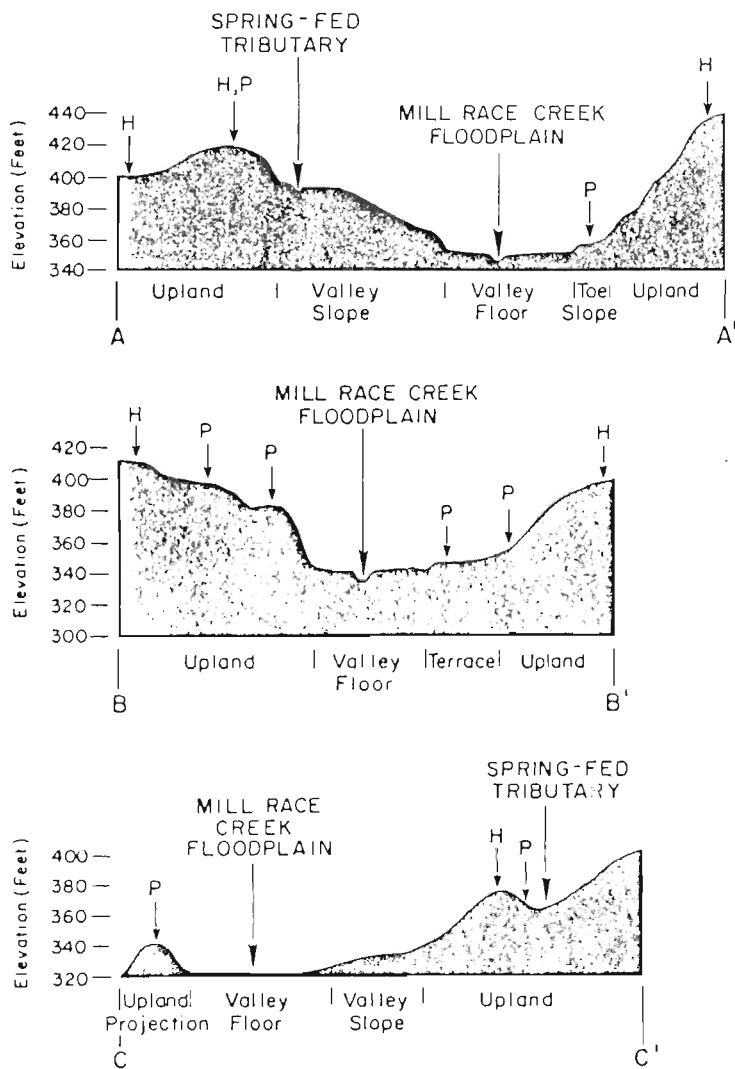 SPRING-FED
TRIBUTARY
H
H,P
MILL RACE CREEK
FLOODPLAIN
P
H
Elevation (Feet)
440
420
400
380
360
340
Upland
Valley
Slope
Valley
Floor
Toe
Slope
Upland
A
A'
MILL RACE CREEK
FLOODPLAIN
H
P
P
P
P
H
Elevation (Feet)
420
400
380
360
340
320
300
Upland
Valley
Floor
Terrace
Upland
B
B'
SPRING-FED
TRIBUTARY
MILL RACE
CREEK
FLOODPLAIN
P
H
P
Elevation (Feet)
400
380
360
340
320
Upland
Projection
Valley
Floor
Valley
Slope
Upland
C
C'